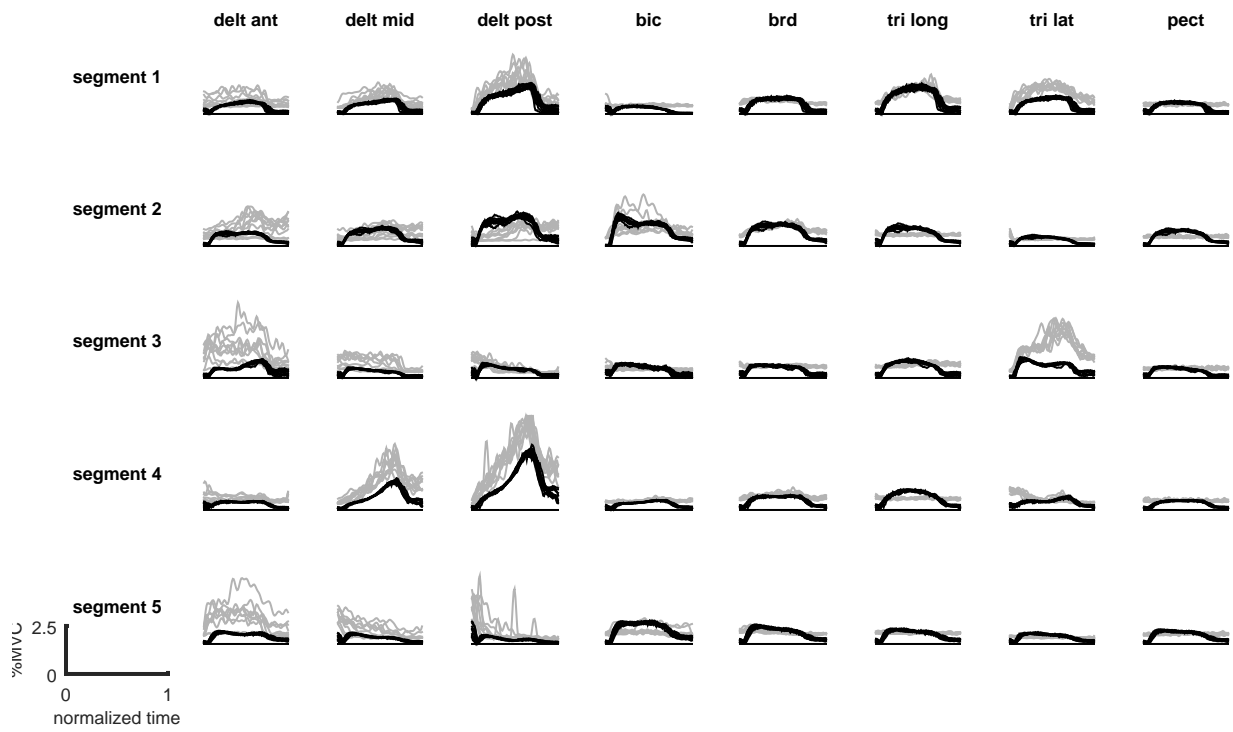 delt ant delt mid delt post bic brd tri long tri lat pect
segment 1
segment 2
segment 3
segment 4
segment 5
%MVC
2.5
0
0 1
normalized time